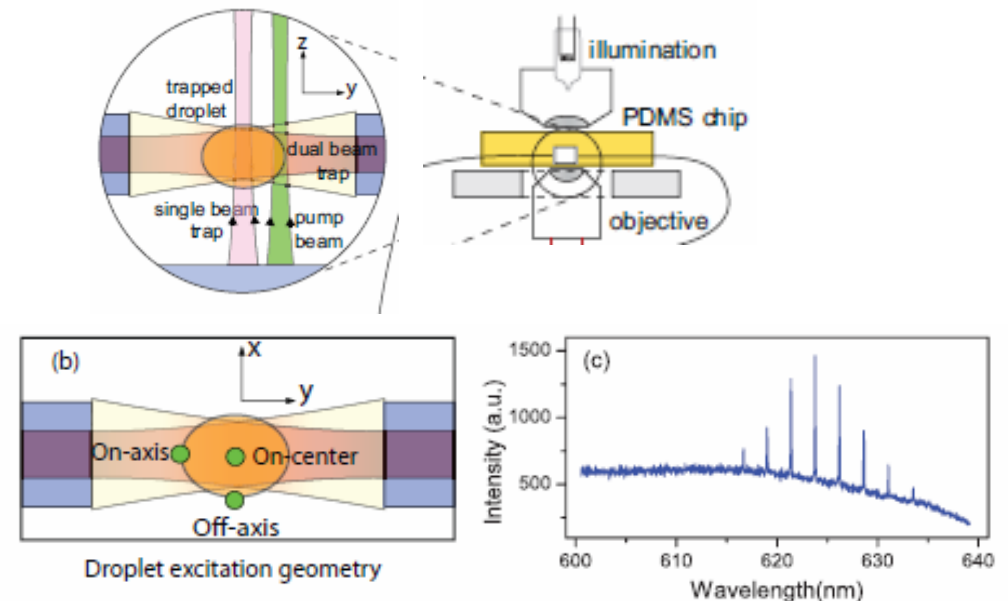 z
y
trapped
droplet
dual beam
trap
single beam
trap
pump
beam
illumination
PDMS chip
objective
(b)
x
y
On-axis
On-center
Off-axis
Droplet excitation geometry
(c)
1500
1000
500
Intensity (a.u.)
600
610
620
630
640
Wavelength(nm)